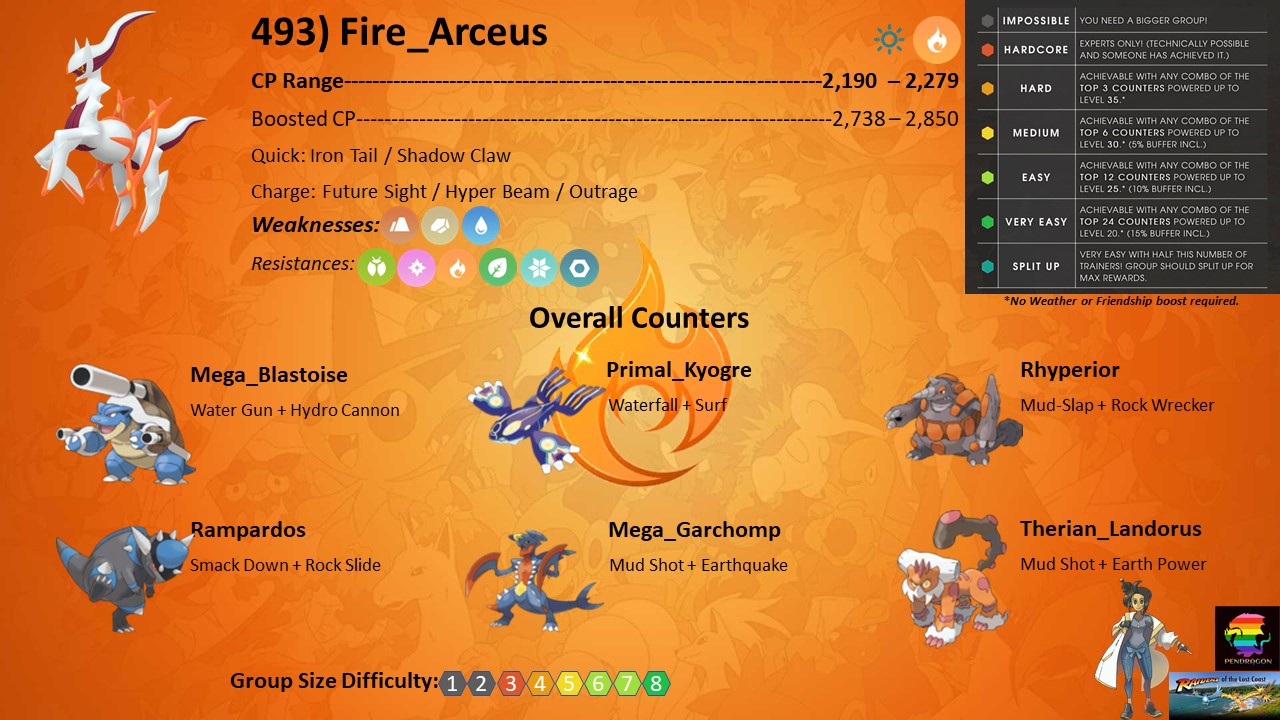 493) Fire_Arceus
CP Range--------------------------------------------------------------------2,190 – 2,279
Boosted CP--------------------------------------------------------------------2,738 – 2,850
Quick: Iron Tail / Shadow Claw
Charge: Future Sight / Hyper Beam / Outrage
Weaknesses:
Resistances:
IMPOSSIBLE YOU NEED A BIGGER GROUP!
HARDCORE EXPERTS ONLY! (TECHNICALLY POSSIBLE
AND SOMEONE HAS ACHIEVED IT.)
HARD ACHIEVABLE WITH ANY COMBO OF THE
TOP 3 COUNTERS POWERED UP TO
LEVEL 35.*
MEDIUM ACHIEVABLE WITH ANY COMBO OF THE
TOP 6 COUNTERS POWERED UP TO
LEVEL 30.* (5% BUFFER INCL.)
EASY ACHIEVABLE WITH ANY COMBO OF THE
TOP 12 COUNTERS POWERED UP TO
LEVEL 25.* (10% BUFFER INCL.)
VERY EASY ACHIEVABLE WITH ANY COMBO OF THE
TOP 24 COUNTERS POWERED UP TO
LEVEL 20.* (15% BUFFER INCL.)
SPLIT UP VERY EASY WITH HALF THIS NUMBER OF
TRAINERS! GROUP SHOULD SPLIT UP FOR
MAX REWARDS.
*No Weather or Friendship boost required.
Overall Counters
Mega_Blastoise
Water Gun + Hydro Cannon
Primal_Kyogre
Waterfall + Surf
Rhyperior
Mud-Slap + Rock Wrecker
Rampardos
Smack Down + Rock Slide
Mega_Garchomp
Mud Shot + Earthquake
Therian_Landorus
Mud Shot + Earth Power
Group Size Difficulty: 1 2 3 4 5 6 7 8
PENDRAGON
RAIDERS of the Lost Coast